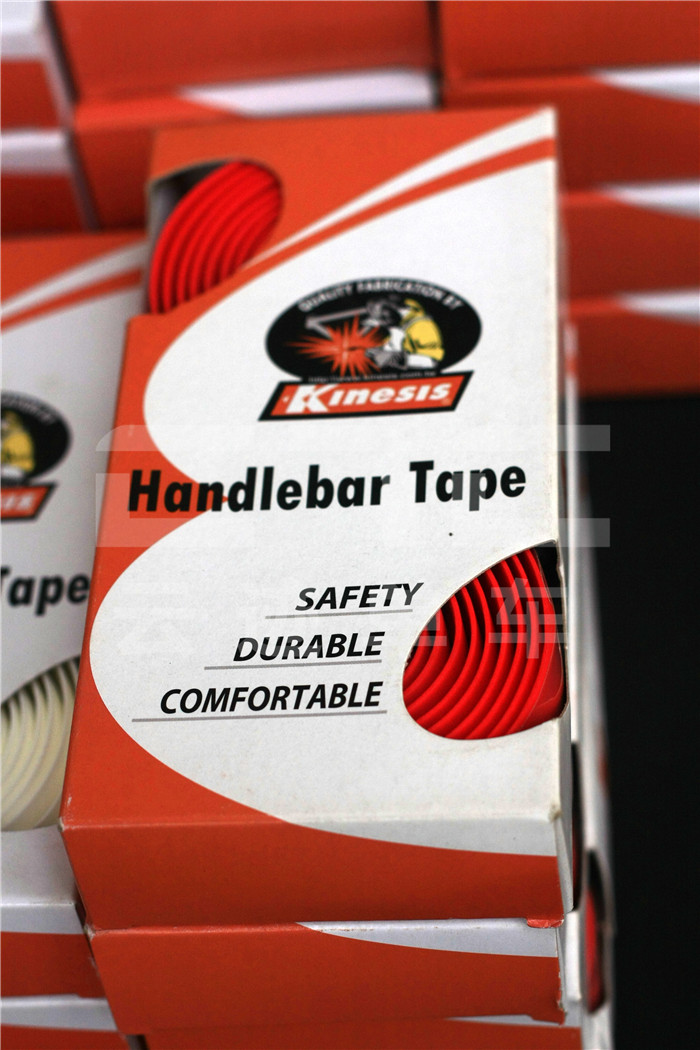 QUALITY FABRICATION BY
Kinesis
Handlebar Tape
SAFETY
DURABLE
COMFORTABLE
Tape